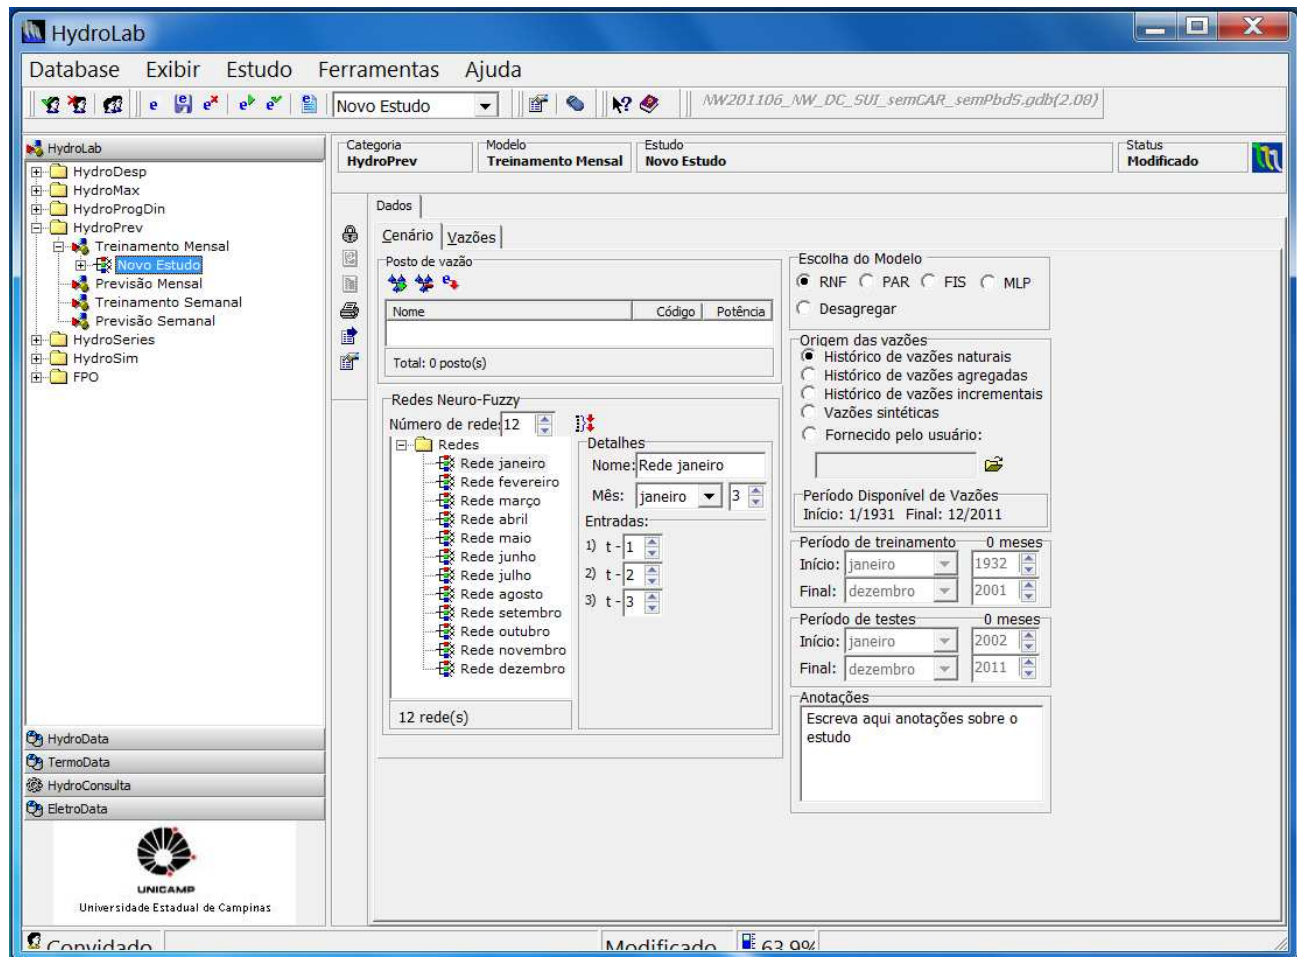 HydroLab
Database Exibir Estudo Ferramentas Ajuda
Novo Estudo
NW201106_NW_DC_SUI_semCAR_semPbdS.gdb{2.00}
HydroLab
HydroDesp
HydroMax
HydroProgDin
HydroPrev
Treinamento Mensal
Novo Estudo
Previsão Mensal
Treinamento Semanal
Previsão Semanal
HydroSeries
HydroSim
FPO
HydroData
TermoData
HydroConsulta
EletroData
UNICAMP
Universidade Estadual de Campinas
Categoria
HydroPrev
Modelo
Treinamento Mensal
Estudo
Novo Estudo
Status
Modificado
Dados
Cenário Vazões
Posto de vazão
Nome Código Potência
Total: 0 posto(s)
Redes Neuro-Fuzzy
Número de rede: 12
Redes
Rede janeiro
Rede fevereiro
Rede março
Rede abril
Rede maio
Rede junho
Rede julho
Rede agosto
Rede setembro
Rede outubro
Rede novembro
Rede dezembro
12 rede(s)
Detalhes
Nome: Rede janeiro
Mês: janeiro 3
Entradas:
1) t - 1
2) t - 2
3) t - 3
Escolha do Modelo
RNF PAR FIS MLP
Desagregar
Origem das vazões
Histórico de vazões naturais
Histórico de vazões agregadas
Histórico de vazões incrementais
Vazões sintéticas
Fornecido pelo usuário:
Período Disponível de Vazões
Início: 1/1931 Final: 12/2011
Período de treinamento 0 meses
Início: janeiro 1932
Final: dezembro 2001
Período de testes 0 meses
Início: janeiro 2002
Final: dezembro 2011
Anotações
Escreva aqui anotações sobre o
estudo
Convidado Modificado 63.9%